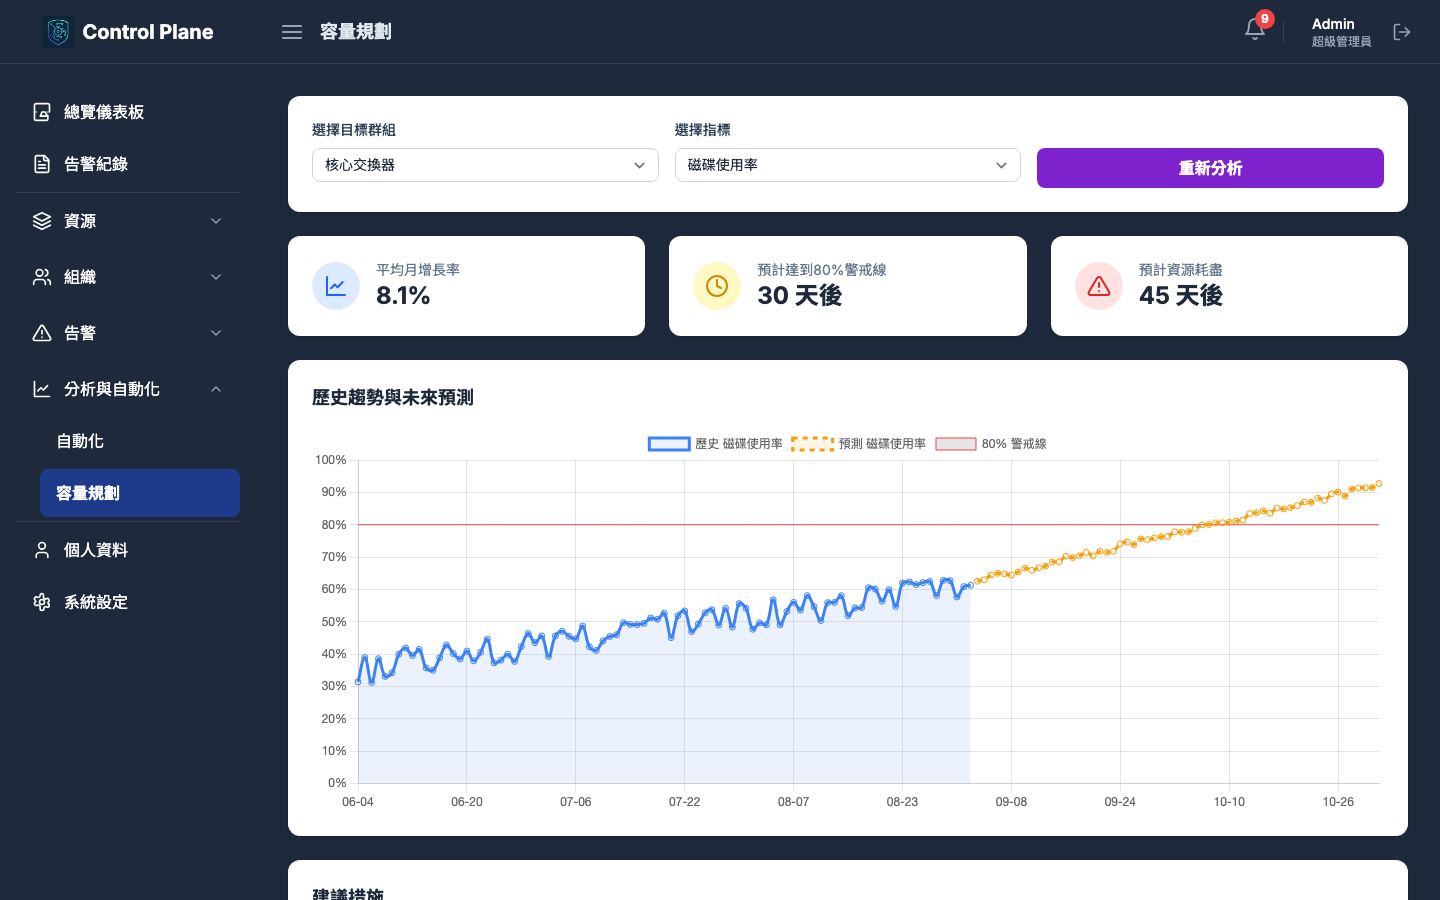 Control Plane
容量規劃
9
Admin
超級管理員
總覽儀表板
告警紀錄
資源
組織
告警
分析與自動化
自動化
容量規劃
個人資料
系統設定
選擇目標群組
核心交換器
選擇指標
磁碟使用率
重新分析
平均月增長率
8.1%
預計達到80%警戒線
30 天後
預計資源耗盡
45 天後
歷史趨勢與未來預測
歷史 磁碟使用率
預測 磁碟使用率
80% 警戒線
100%
90%
80%
70%
60%
50%
40%
30%
20%
10%
0%
06-04
06-20
07-06
07-22
08-07
08-23
09-08
09-24
10-10
10-26
建議措施